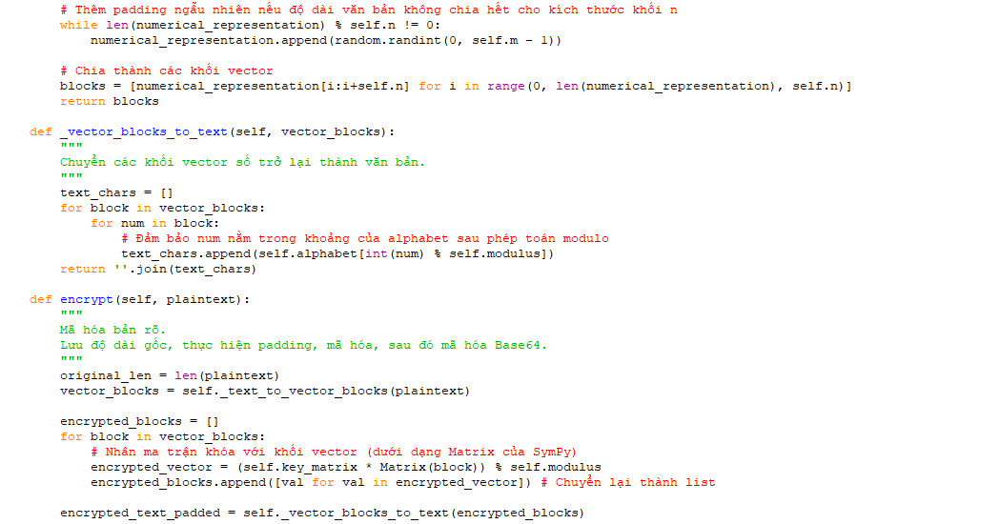 # Thêm padding ngẫu nhiên nếu độ dài văn bản không chia hết cho kích thước khối n
while len(numerical_representation) % self.n != 0:
numerical_representation.append(random.randint(0, self.m - 1))
# Chia thành các khối vector
blocks = [numerical_representation[i:i+self.n] for i in range(0, len(numerical_representation), self.n)]
return blocks
def _vector_blocks_to_text(self, vector_blocks):
"""
Chuyển các khối vector số trở lại thành văn bản.
"""
text_chars = []
for block in vector_blocks:
for num in block:
# Đảm bảo num nằm trong khoảng của alphabet sau phép toán modulo
text_chars.append(self.alphabet[int(num) % self.modulus])
return ''.join(text_chars)
def encrypt(self, plaintext):
"""
Mã hóa bản rõ.
Lưu độ dài gốc, thực hiện padding, mã hóa, sau đó mã hóa Base64.
"""
original_len = len(plaintext)
vector_blocks = self._text_to_vector_blocks(plaintext)
encrypted_blocks = []
for block in vector_blocks:
# Nhân ma trận khóa với khối vector (dưới dạng Matrix của SymPy)
encrypted_vector = (self.key_matrix * Matrix(block)) % self.modulus
encrypted_blocks.append([val for val in encrypted_vector]) # Chuyển lại thành list
encrypted_text_padded = self._vector_blocks_to_text(encrypted_blocks)